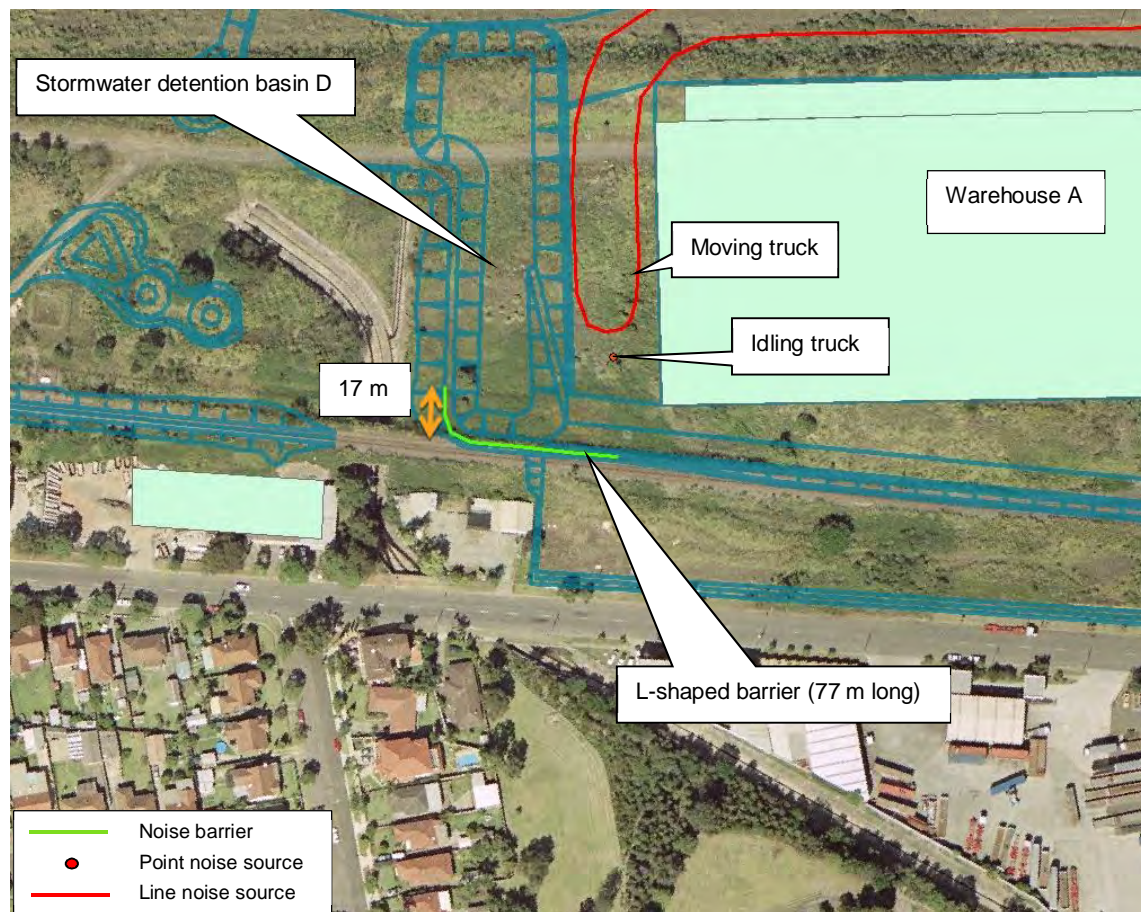 Stormwater detention basin D
Warehouse A
Moving truck
Idling truck
17 m
L-shaped barrier (77 m long)
Noise barrier
Point noise source
Line noise source